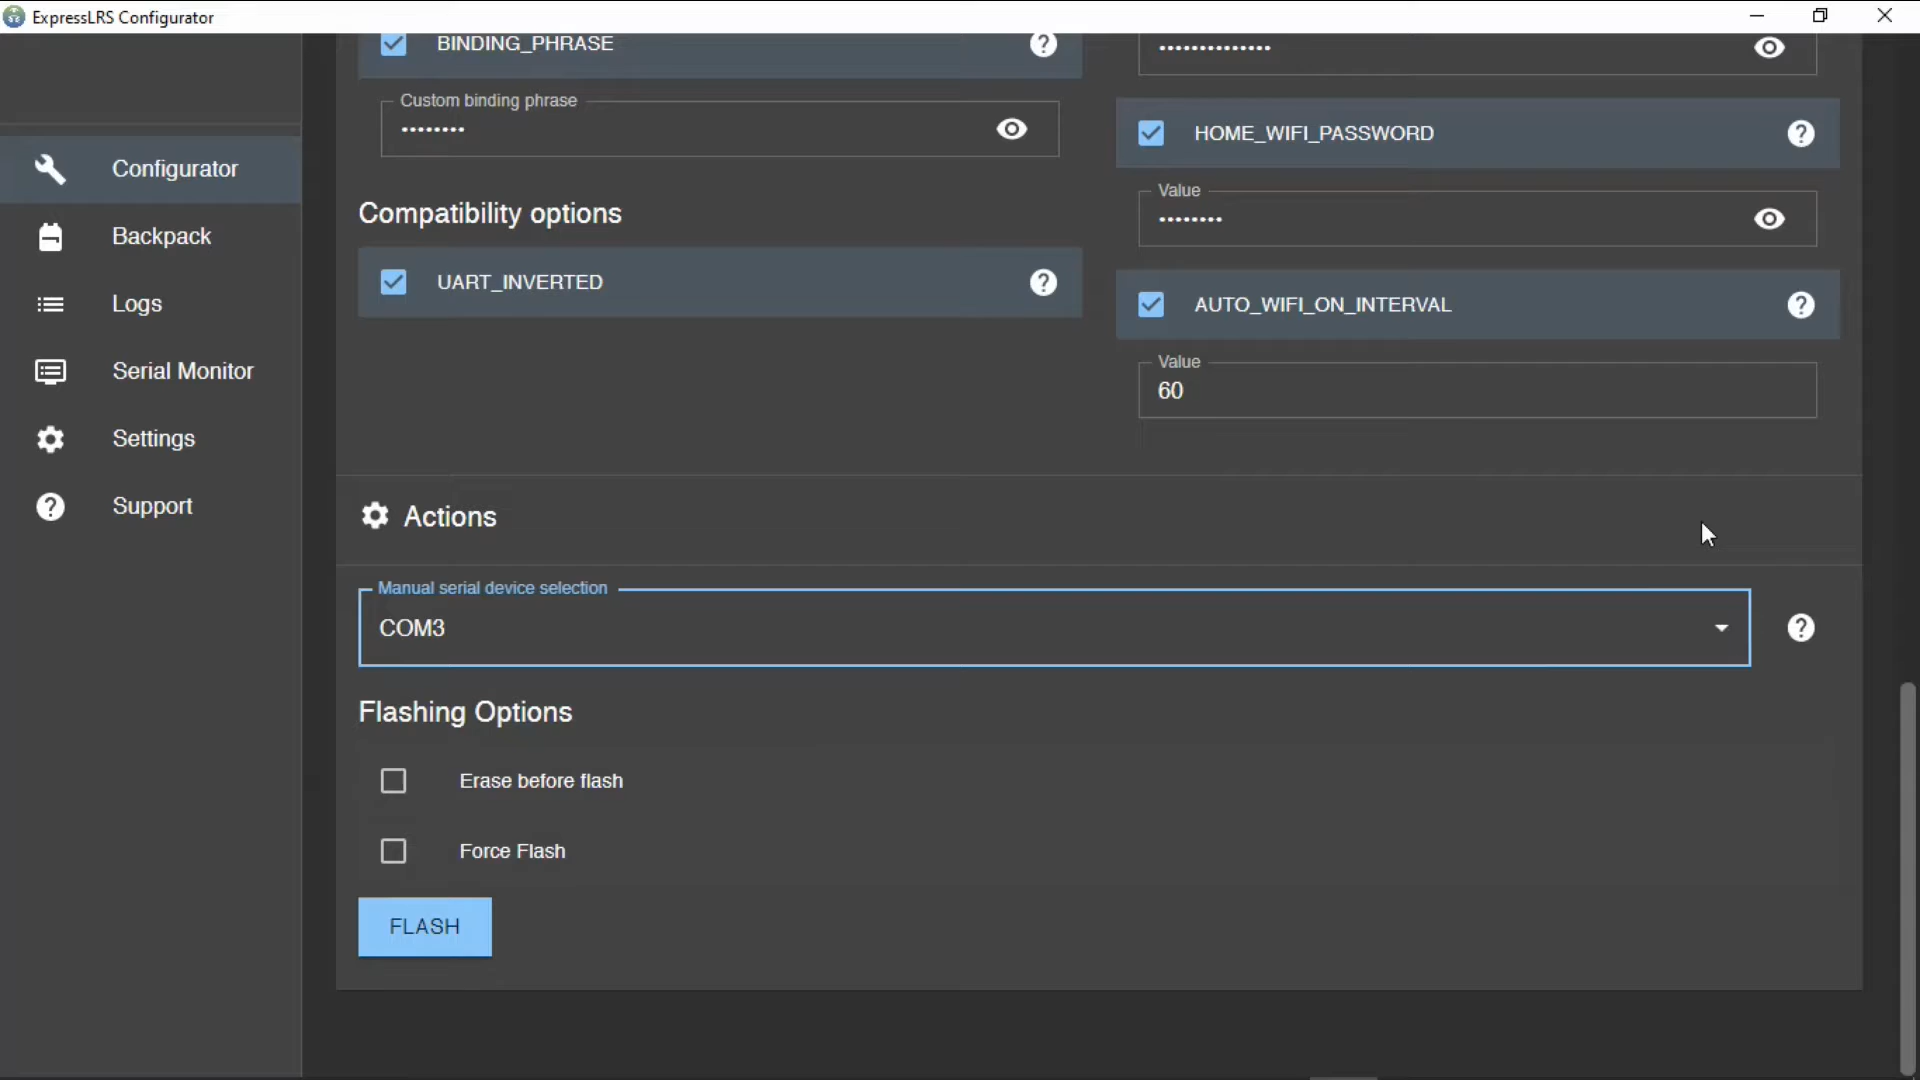 ExpressLRS Configurator
Configurator
Backpack
Logs
Serial Monitor
Settings
Support
BINDING_PHRASE
Custom binding phrase
••••••••
Compatibility options
UART_INVERTED
••••••••••••••
HOME_WIFI_PASSWORD
Value
••••••••
AUTO_WIFI_ON_INTERVAL
Value
60
Actions
Manual serial device selection
COM3
Flashing Options
Erase before flash
Force Flash
FLASH